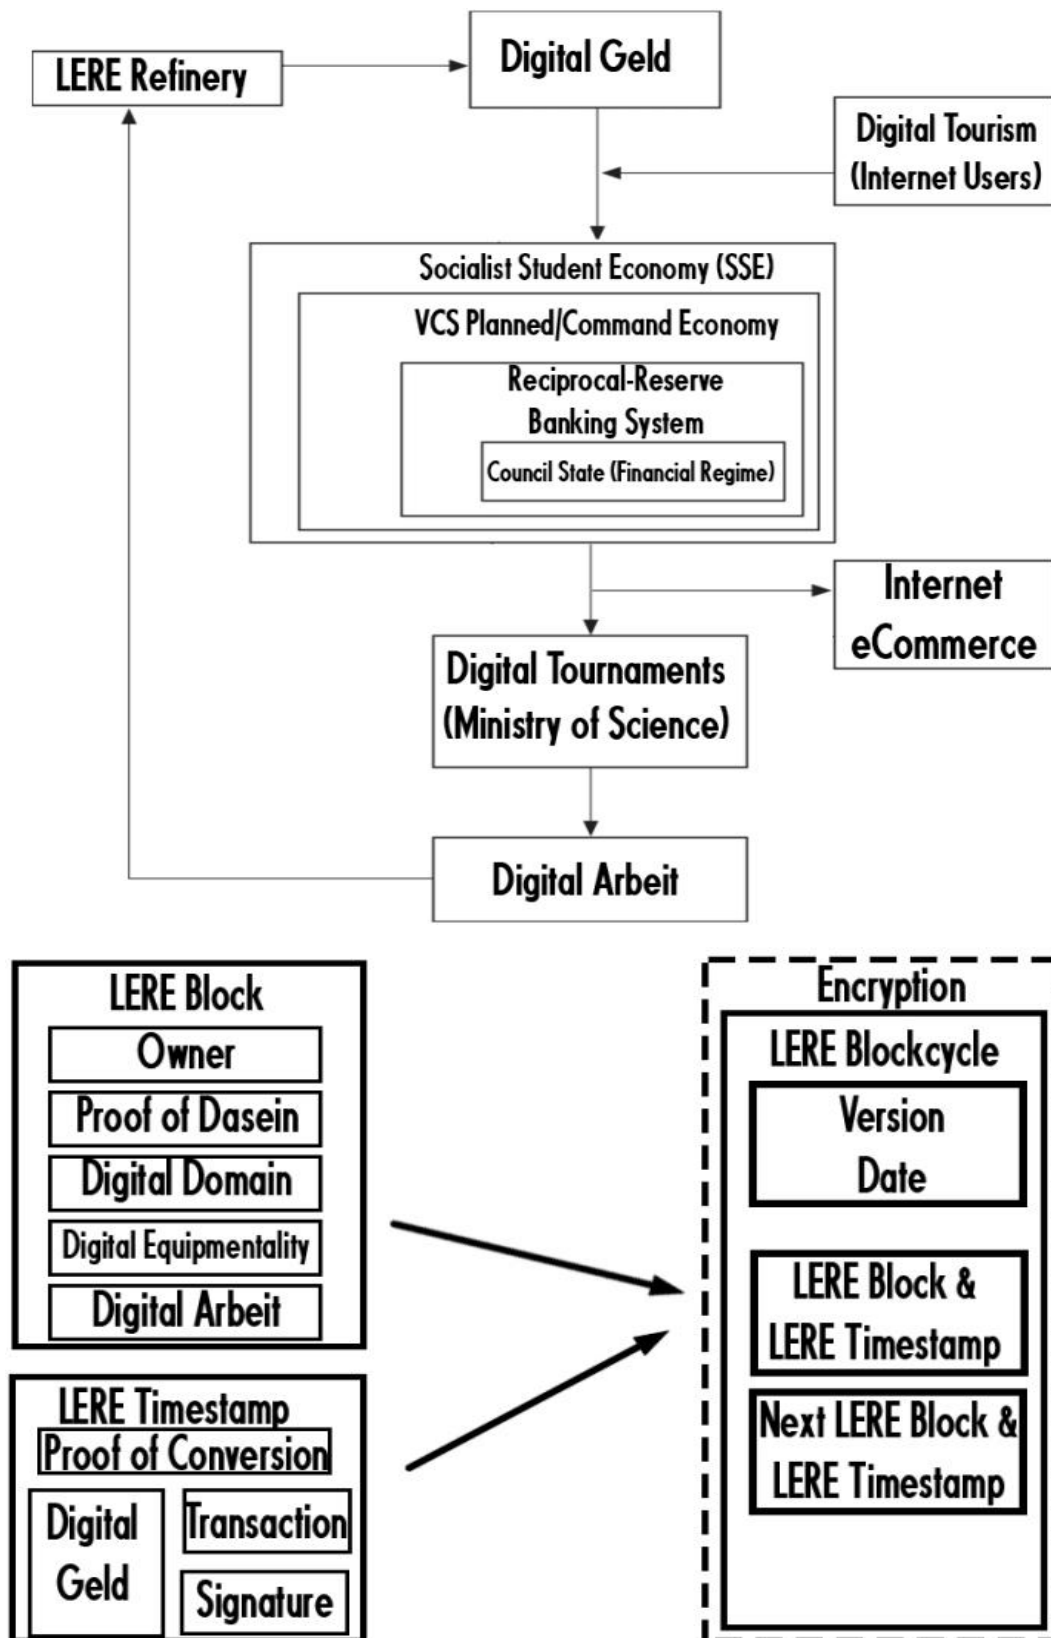 Digital Geld
LERE Refinery
Digital Tourism
(Internet Users)
Socialist Student Economy (SSE)
VCS Planned/Command Economy
Reciprocal-Reserve
Banking System
Council State (Financial Regime)
Internet
eCommerce
Digital Tournaments
(Ministry of Science)
Digital Arbeit
LERE Block
Owner
Proof of Dasein
Digital Domain
Digital Equipmentality
Digital Arbeit
LERE Timestamp
Proof of Conversion
Digital
Geld
Transaction
Signature
Encryption
LERE Blockcycle
Version
Date
LERE Block &
LERE Timestamp
Next LERE Block &
LERE Timestamp